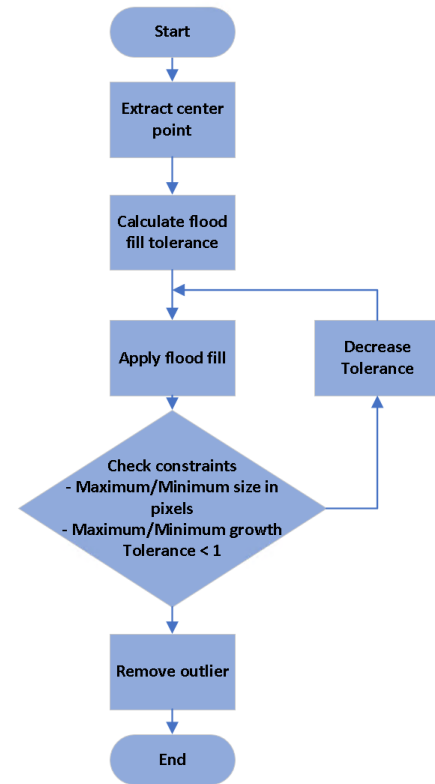 Start
Extract center
point
Calculate flood
fill tolerance
Apply flood fill
Decrease
Tolerance
Check constraints
- Maximum/Minimum size in
pixels
- Maximum/Minimum growth
Tolerance < 1
Remove outlier
End